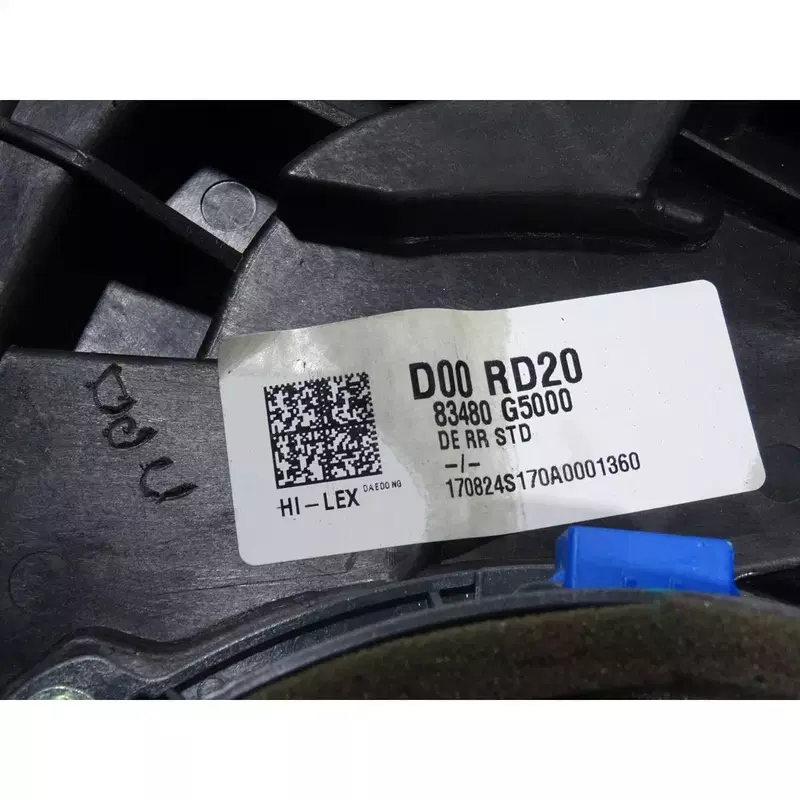 D00 RD20
83480 G5000
DE RR STD
-/-
170824S170A0001360
HI-LEX DAEDONG